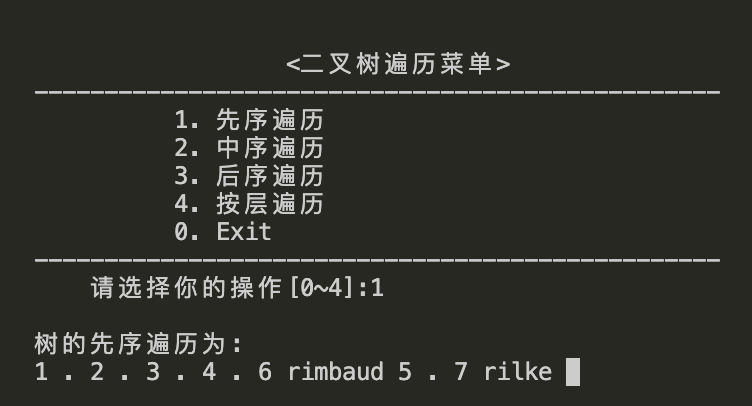 <二叉树遍历菜单>
--------------------------------------------------
1. 先序遍历
2. 中序遍历
3. 后序遍历
4. 按层遍历
0. Exit
--------------------------------------------------
请选择你的操作[0~4]:1
树的先序遍历为:
1 . 2 . 3 . 4 . 6 rimbaud 5 . 7 rilke